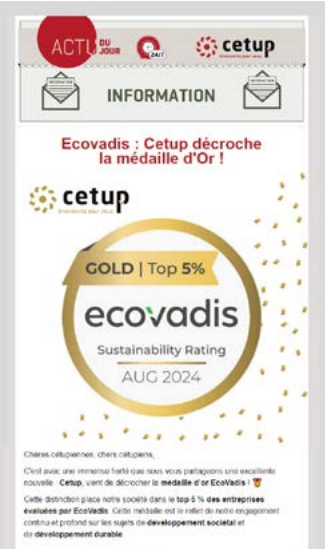 ACTU DU JOUR
24/7
cetup
INFORMATION
Ecovadis : Cetup décroche
la médaille d'Or !
cetup
GOLD | Top 5%
ecovadis
Sustainability Rating
AUG 2024
Chères cétupiennes, chers cétupiens,
C'est avec une immense fierté que nous vous partageons une excellente
nouvelle : Cetup, vient de décrocher la médaille d'or EcoVadis !
Cette distinction place notre société dans le top 5 % des entreprises
évaluées par EcoVadis. Cette médaille est le reflet de notre engagement
continu et profond sur les sujets de développement sociétal et
de développement durable.